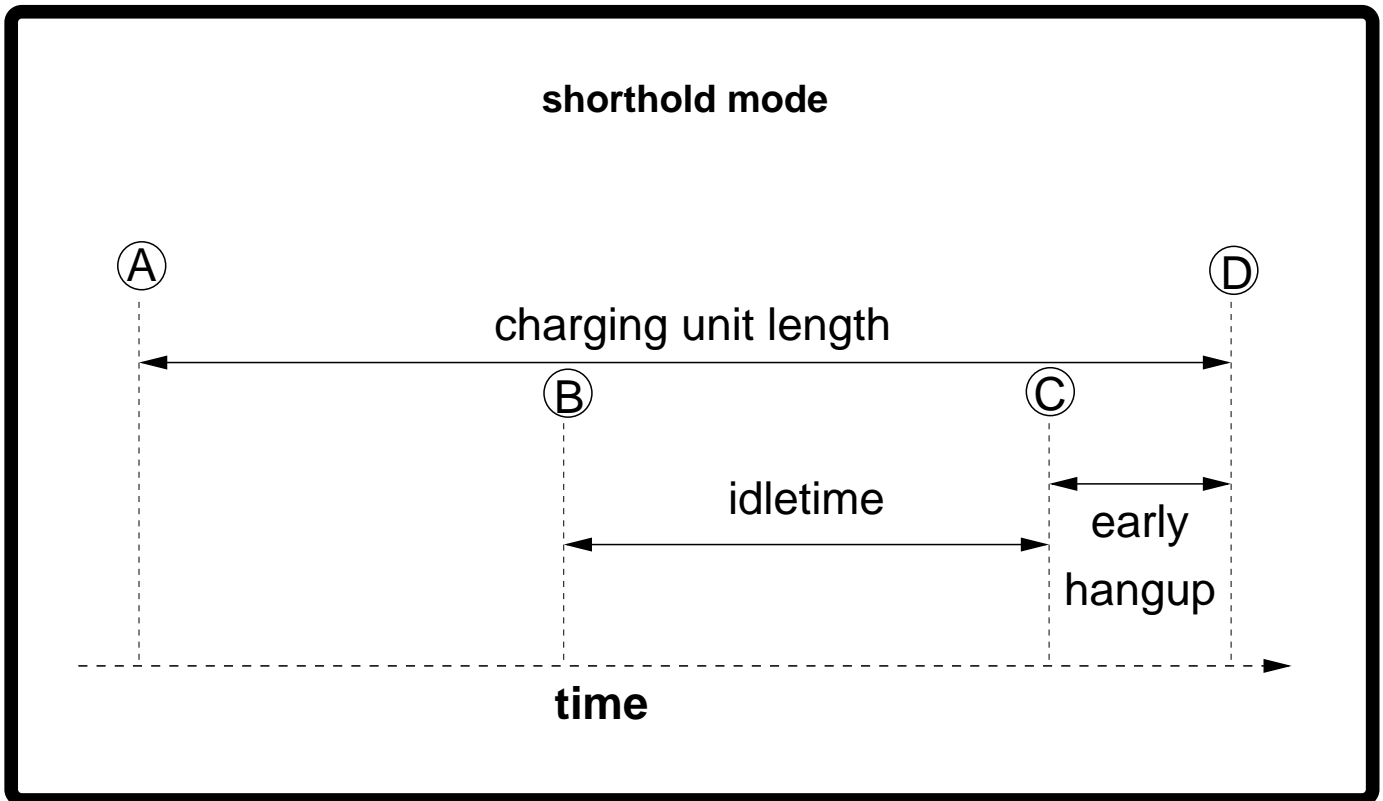 shorthold mode
A
D
charging unit length
B
C
idletime
early
hangup
time